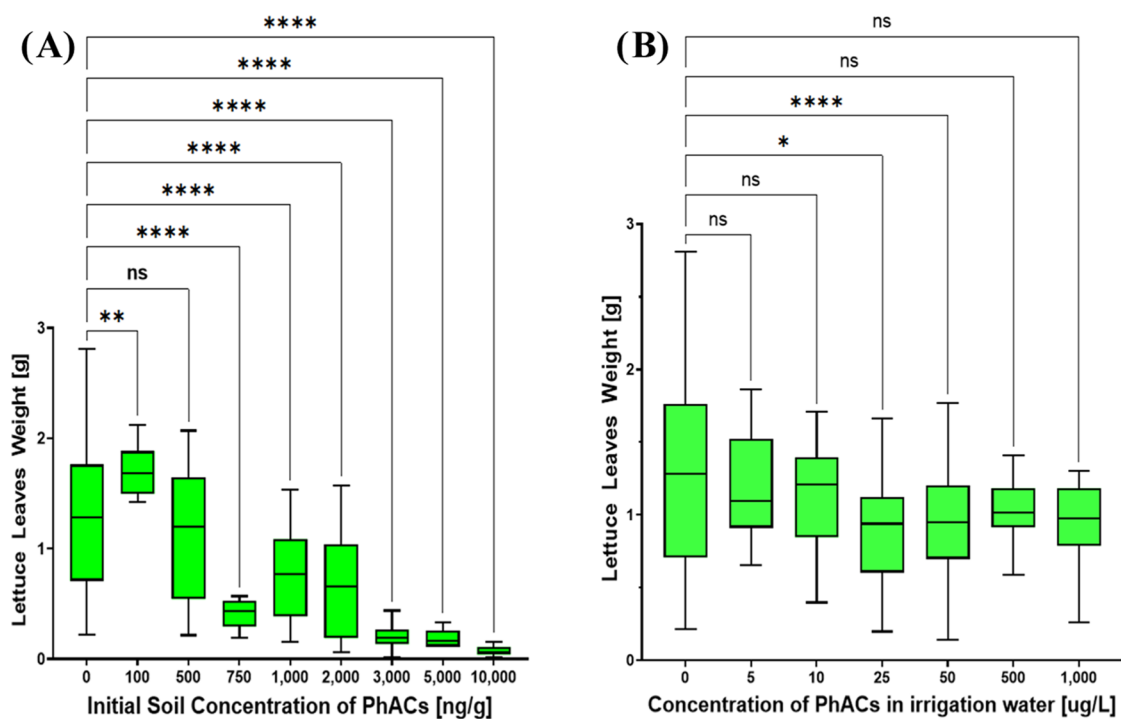 (A)
****
****
****
****
****
****
ns
**
3
2
1
0
Lettuce Leaves Weight [g]
0 100 500 750 1,000 2,000 3,000 5,000 10,000
Initial Soil Concentration of PhACs [ng/g]
(B)
ns
ns
****
*
ns
ns
3
2
1
0
Lettuce Leaves Weight [g]
0 5 10 25 50 500 1,000
Concentration of PhACs in irrigation water [ug/L]